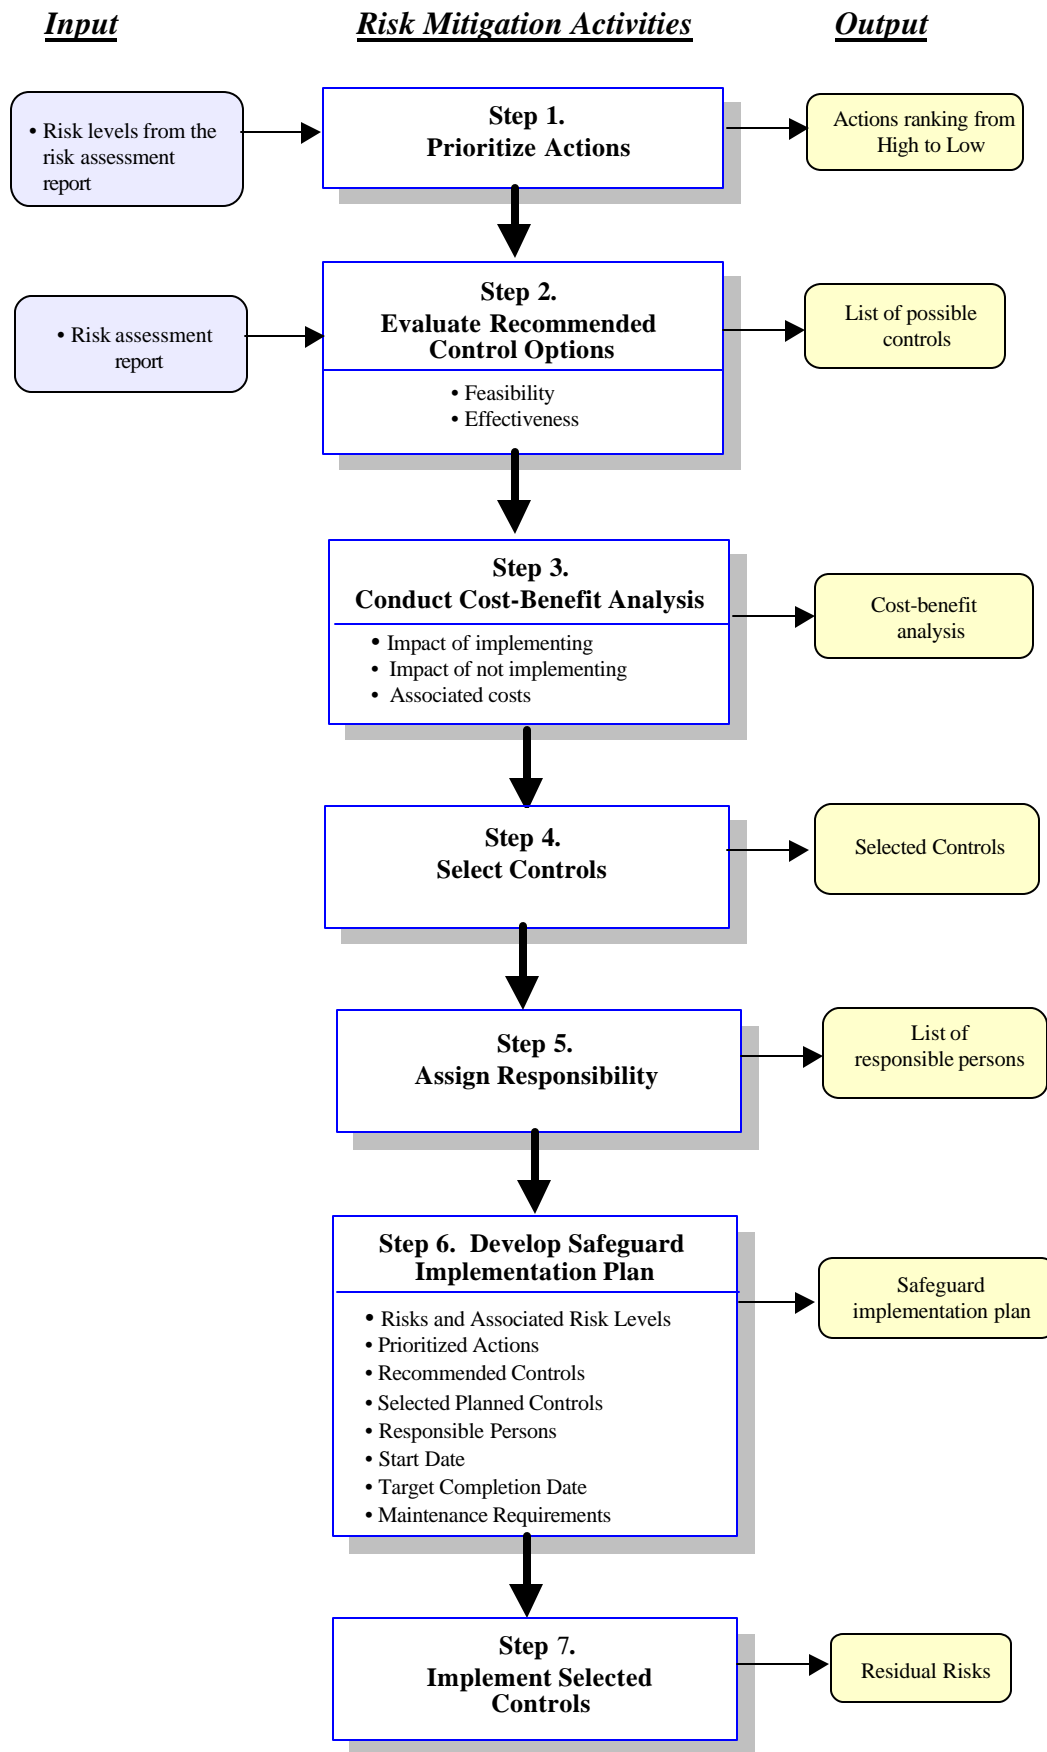 Input
Risk Mitigation Activities
Output
• Risk levels from the
risk assessment
report
Step 1.
Prioritize Actions
Actions ranking from
High to Low
• Risk assessment
report
Step 2.
Evaluate Recommended
Control Options
• Feasibility
• Effectiveness
List of possible
controls
Step 3.
Conduct Cost-Benefit Analysis
• Impact of implementing
• Impact of not implementing
• Associated costs
Cost-benefit
analysis
Step 4.
Select Controls
Selected Controls
Step 5.
Assign Responsibility
List of
responsible persons
Step 6. Develop Safeguard
Implementation Plan
• Risks and Associated Risk Levels
• Prioritized Actions
• Recommended Controls
• Selected Planned Controls
• Responsible Persons
• Start Date
• Target Completion Date
• Maintenance Requirements
Safeguard
implementation plan
Step 7.
Implement Selected
Controls
Residual Risks